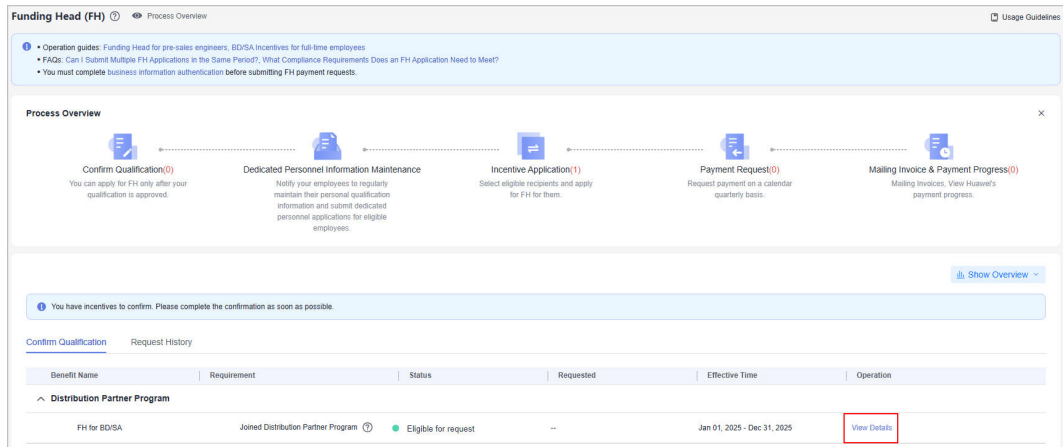 Funding Head (FH) Process Overview Usage Guidelines
• Operation guides: Funding Head for pre-sales engineers, BD/SA Incentives for full-time employees
• FAQs: Can I Submit Multiple FH Applications in the Same Period?, What Compliance Requirements Does an FH Application Need to Meet?
• You must complete business information authentication before submitting FH payment requests.
Process Overview
Confirm Qualification(0)
You can apply for FH only after your
qualification is approved.
Dedicated Personnel Information Maintenance
Notify your employees to regularly
maintain their personal qualification
information and submit dedicated
personnel applications for eligible
employees.
Incentive Application(1)
Select eligible recipients and apply
for FH for them.
Payment Request(0)
Request payment on a calendar
quarterly basis.
Mailing Invoice & Payment Progress(0)
Mailing Invoices, View Huawei's
payment progress.
Show Overview
You have incentives to confirm. Please complete the confirmation as soon as possible.
Confirm Qualification Request History
Benefit Name Requirement Status Requested Effective Time Operation
Distribution Partner Program
FH for BD/SA Joined Distribution Partner Program Eligible for request -- Jan 01, 2025 - Dec 31, 2025 View Details